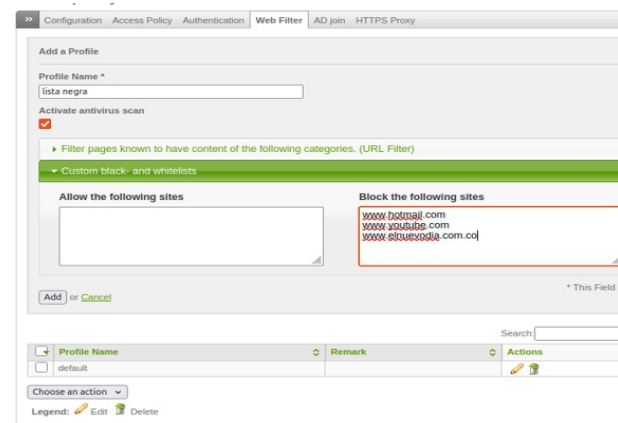 » Configuration Access Policy Authentication Web Filter AD join HTTPS Proxy
Add a Profile
Profile Name *
lista negra
Activate antivirus scan
Filter pages known to have content of the following categories. (URL Filter)
Custom black- and whitelists
Allow the following sites
Block the following sites
www.hotmail.com
www.youtube.com
www.elnuevodia.com.co
* This Field
Add or Cancel
Search:
Profile Name Remark Actions
default
Choose an action
Legend: Edit Delete